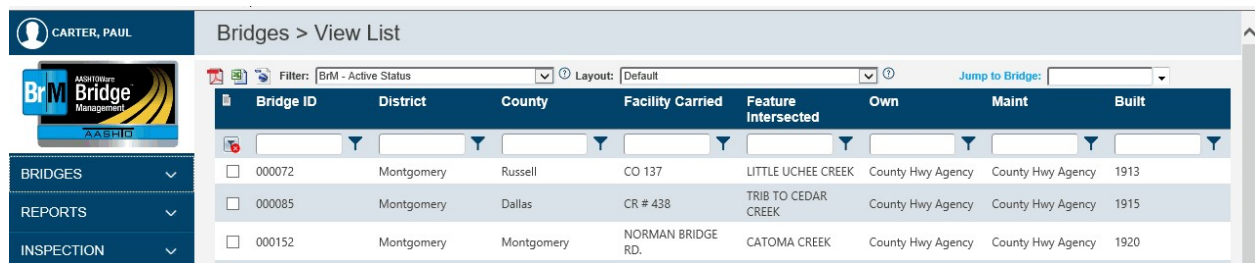 CARTER, PAUL
Bridges > View List
AASHTOWare
BrM Bridge
Management
AASHTO
Filter: BrM - Active Status Layout: Default Jump to Bridge:
Bridge ID District County Facility Carried Feature Intersected Own Maint Built
BRIDGES
000072 Montgomery Russell CO 137 LITTLE UCHEE CREEK County Hwy Agency County Hwy Agency 1913
REPORTS
000085 Montgomery Dallas CR # 438 TRIB TO CEDAR CREEK County Hwy Agency County Hwy Agency 1915
INSPECTION
000152 Montgomery Montgomery NORMAN BRIDGE RD. CATOMA CREEK County Hwy Agency County Hwy Agency 1920